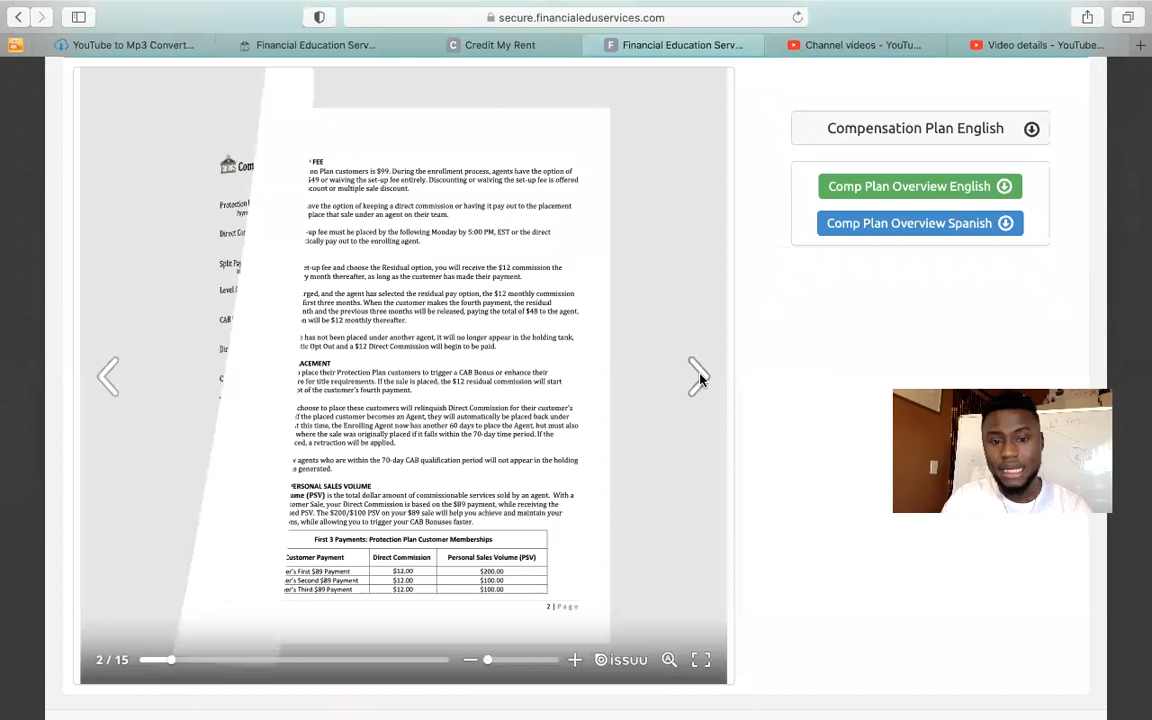 secure.financialeduservices.com
YouTube to Mp3 Convert...
Financial Education Serv...
Credit My Rent
Financial Education Serv...
Channel videos - YouTu...
Video details - YouTube...
Com
FEE
on Plan customers is $99. During the enrollment process, agents have the option of
$49 or waiving the set-up fee entirely. Discounting or waiving the set-up fee is offered
scount or multiple sale discount.
Protection
ave the option of keeping a direct commission or having it pay out to the placement
place that sale under an agent on their team.
Direct Co
-up fee must be placed by the following Monday by 5:00 PM, EST or the direct
ically pay out to the enrolling agent.
Split Pa
et-up fee and choose the Residual option, you will receive the $12 commission the
y month thereafter, as long as the customer has made their payment.
Level
rged, and the agent has selected the residual pay option, the $12 monthly commission
first three months. When the customer makes the fourth payment, the residual
nth and the previous three months will be released, paying the total of $48 to the agent.
n will be $12 monthly thereafter.
CAB
has not been placed under another agent, it will no longer appear in the holding tank,
tic Opt Out and a $12 Direct Commission will begin to be paid.
LACEMENT
place their Protection Plan customers to trigger a CAB Bonus or enhance their
re for title requirements. If the sale is placed, the $12 residual commission will start
pt of the customer's fourth payment.
choose to place these customers will relinquish Direct Commission for their customer's
f the placed customer becomes an Agent, they will automatically be placed back under
t this time, the Enrolling Agent now has another 60 days to place the Agent, but must also
where the sale was originally placed if it falls within the 70-day time period. If the
ced, a retraction will be applied.
agents who are within the 70-day CAB qualification period will not appear in the holding
s generated.
PERSONAL SALES VOLUME
ume (PSV) is the total dollar amount of commissionable services sold by an agent. With a
omer Sale, your Direct Commission is based on the $89 payment, while receiving the
ed PSV. The $200/$100 PSV on your $89 sale will help you achieve and maintain your
ns, while allowing you to trigger your CAB Bonuses faster.
First 3 Payments: Protection Plan Customer Memberships
Customer Payment Direct Commission Personal Sales Volume (PSV)
er's First $89 Payment $12.00 $200.00
er's Second $89 Payment $12.00 $100.00
er's Third $89 Payment $12.00 $100.00
2 | Page
2 / 15
issuu
Compensation Plan English
Comp Plan Overview English
Comp Plan Overview Spanish